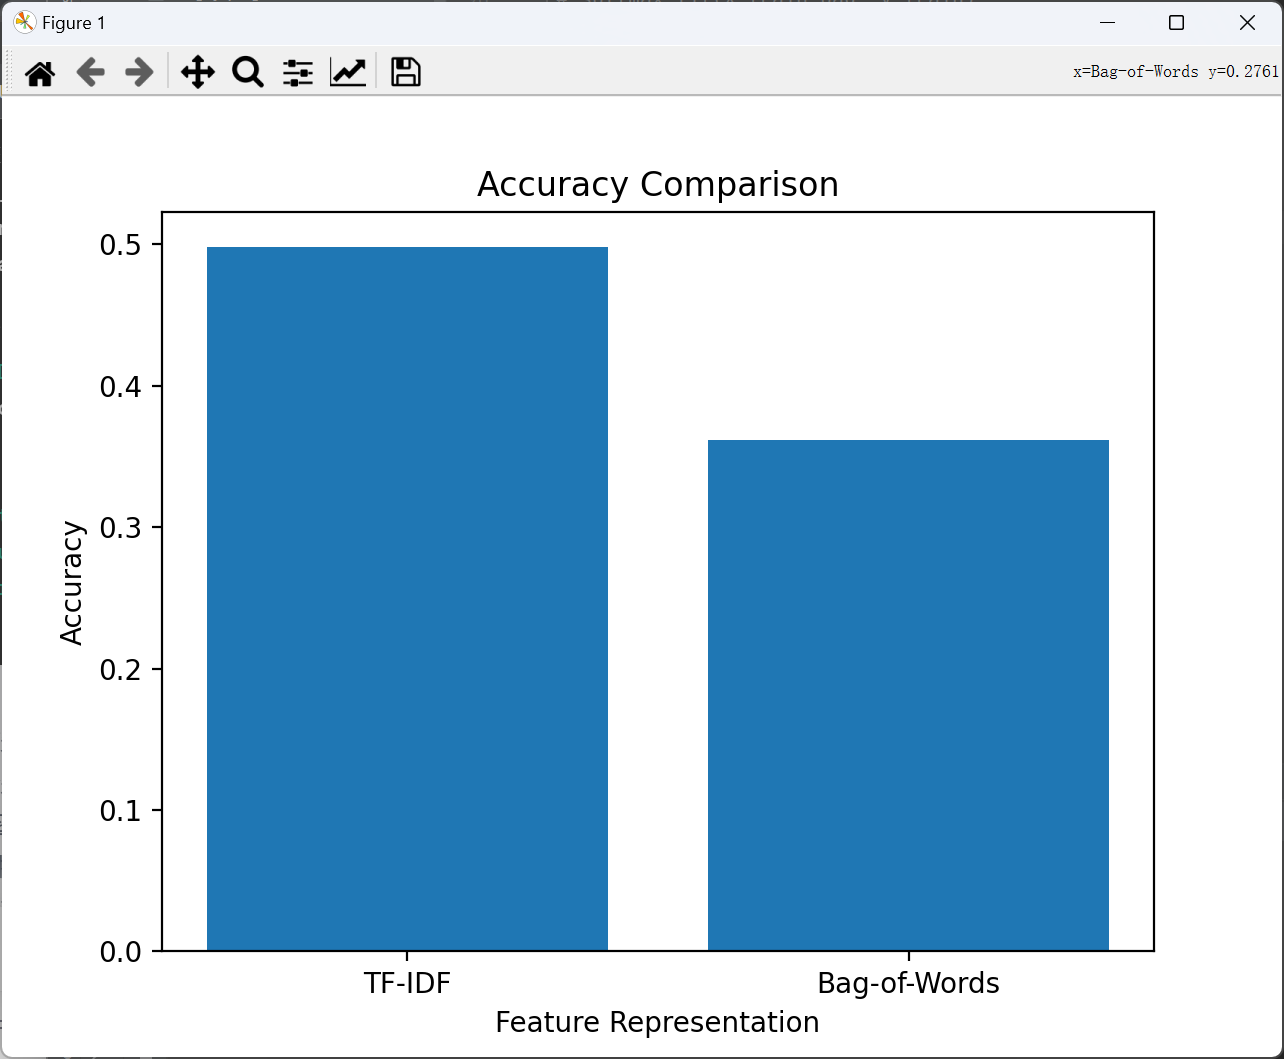 Figure 1
x=Bag-of-Words y=0.2761
Accuracy Comparison
0.5
0.4
0.3
0.2
0.1
0.0
Accuracy
TF-IDF
Bag-of-Words
Feature Representation